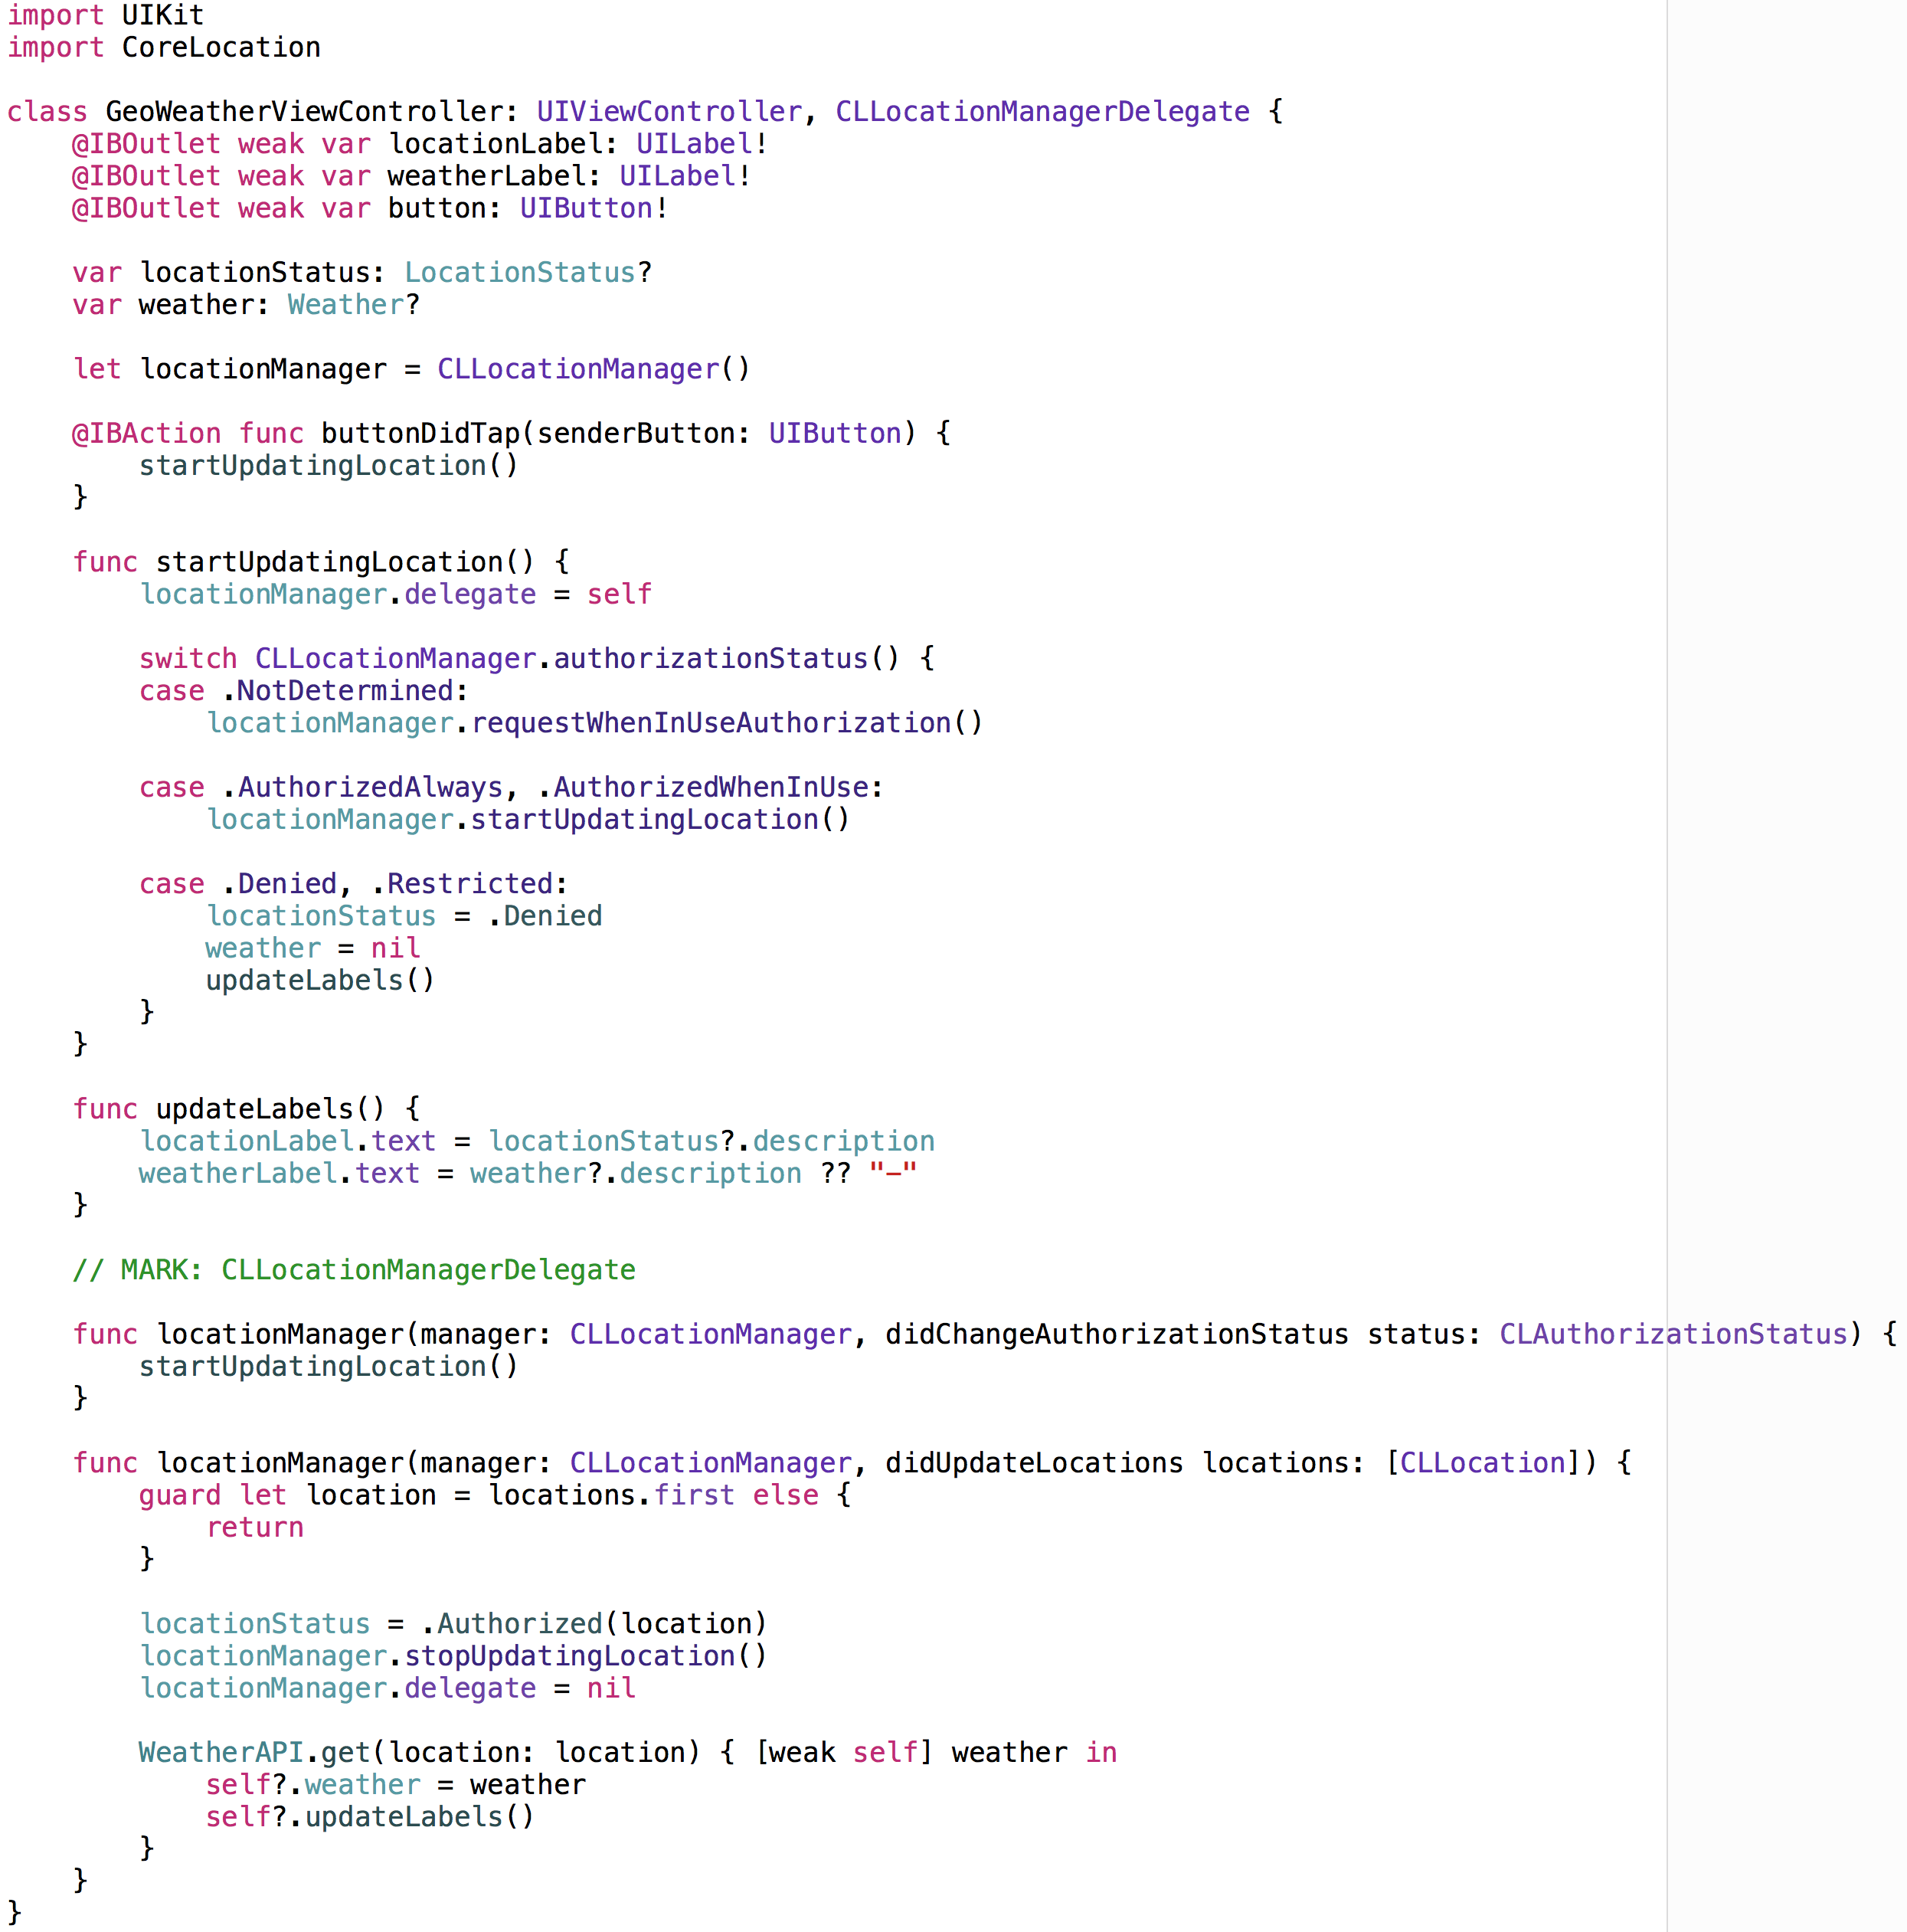 import UIKit
import CoreLocation

class GeoWeatherViewController: UIViewController, CLLocationManagerDelegate {
    @IBOutlet weak var locationLabel: UILabel!
    @IBOutlet weak var weatherLabel: UILabel!
    @IBOutlet weak var button: UIButton!

    var locationStatus: LocationStatus?
    var weather: Weather?

    let locationManager = CLLocationManager()

    @IBAction func buttonDidTap(senderButton: UIButton) {
        startUpdatingLocation()
    }

    func startUpdatingLocation() {
        locationManager.delegate = self

        switch CLLocationManager.authorizationStatus() {
        case .NotDetermined:
            locationManager.requestWhenInUseAuthorization()

        case .AuthorizedAlways, .AuthorizedWhenInUse:
            locationManager.startUpdatingLocation()

        case .Denied, .Restricted:
            locationStatus = .Denied
            weather = nil
            updateLabels()
        }
    }

    func updateLabels() {
        locationLabel.text = locationStatus?.description
        weatherLabel.text = weather?.description ?? "—"
    }

    // MARK: CLLocationManagerDelegate

    func locationManager(manager: CLLocationManager, didChangeAuthorizationStatus status: CLAuthorizationStatus) {
        startUpdatingLocation()
    }

    func locationManager(manager: CLLocationManager, didUpdateLocations locations: [CLLocation]) {
        guard let location = locations.first else {
            return
        }

        locationStatus = .Authorized(location)
        locationManager.stopUpdatingLocation()
        locationManager.delegate = nil

        WeatherAPI.get(location: location) { [weak self] weather in
            self?.weather = weather
            self?.updateLabels()
        }
    }
}